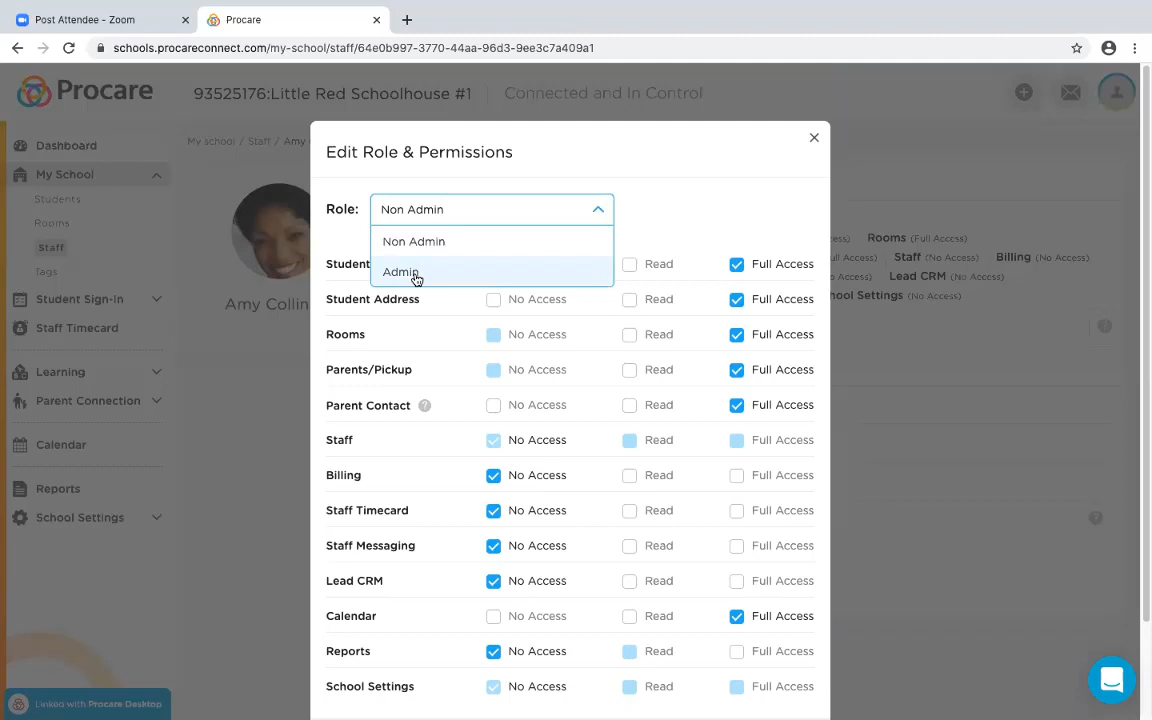 Post Attendee - Zoom
Procare
schools.procareconnect.com/my-school/staff/64e0b997-3770-44aa-96d3-9ee3c7a409a1
Procare
93525176:Little Red Schoolhouse #1
Connected and In Control
Dashboard
My School
Students
Rooms
Staff
Tags
Student Sign-in
Staff Timecard
Learning
Parent Connection
Calendar
Reports
School Settings
Linked with Procare Desktop
My school / Staff / Amy
Amy Collin
Rooms (Full Access)
Staff (No Access) Billing (No Access)
Lead CRM (No Access)
hool Settings (No Access)
Edit Role & Permissions
Role: Non Admin
Non Admin
Admin
Student Read Full Access
Student Address No Access Read Full Access
Rooms No Access Read Full Access
Parents/Pickup No Access Read Full Access
Parent Contact ? No Access Read Full Access
Staff No Access Read Full Access
Billing No Access Read Full Access
Staff Timecard No Access Read Full Access
Staff Messaging No Access Read Full Access
Lead CRM No Access Read Full Access
Calendar No Access Read Full Access
Reports No Access Read Full Access
School Settings No Access Read Full Access